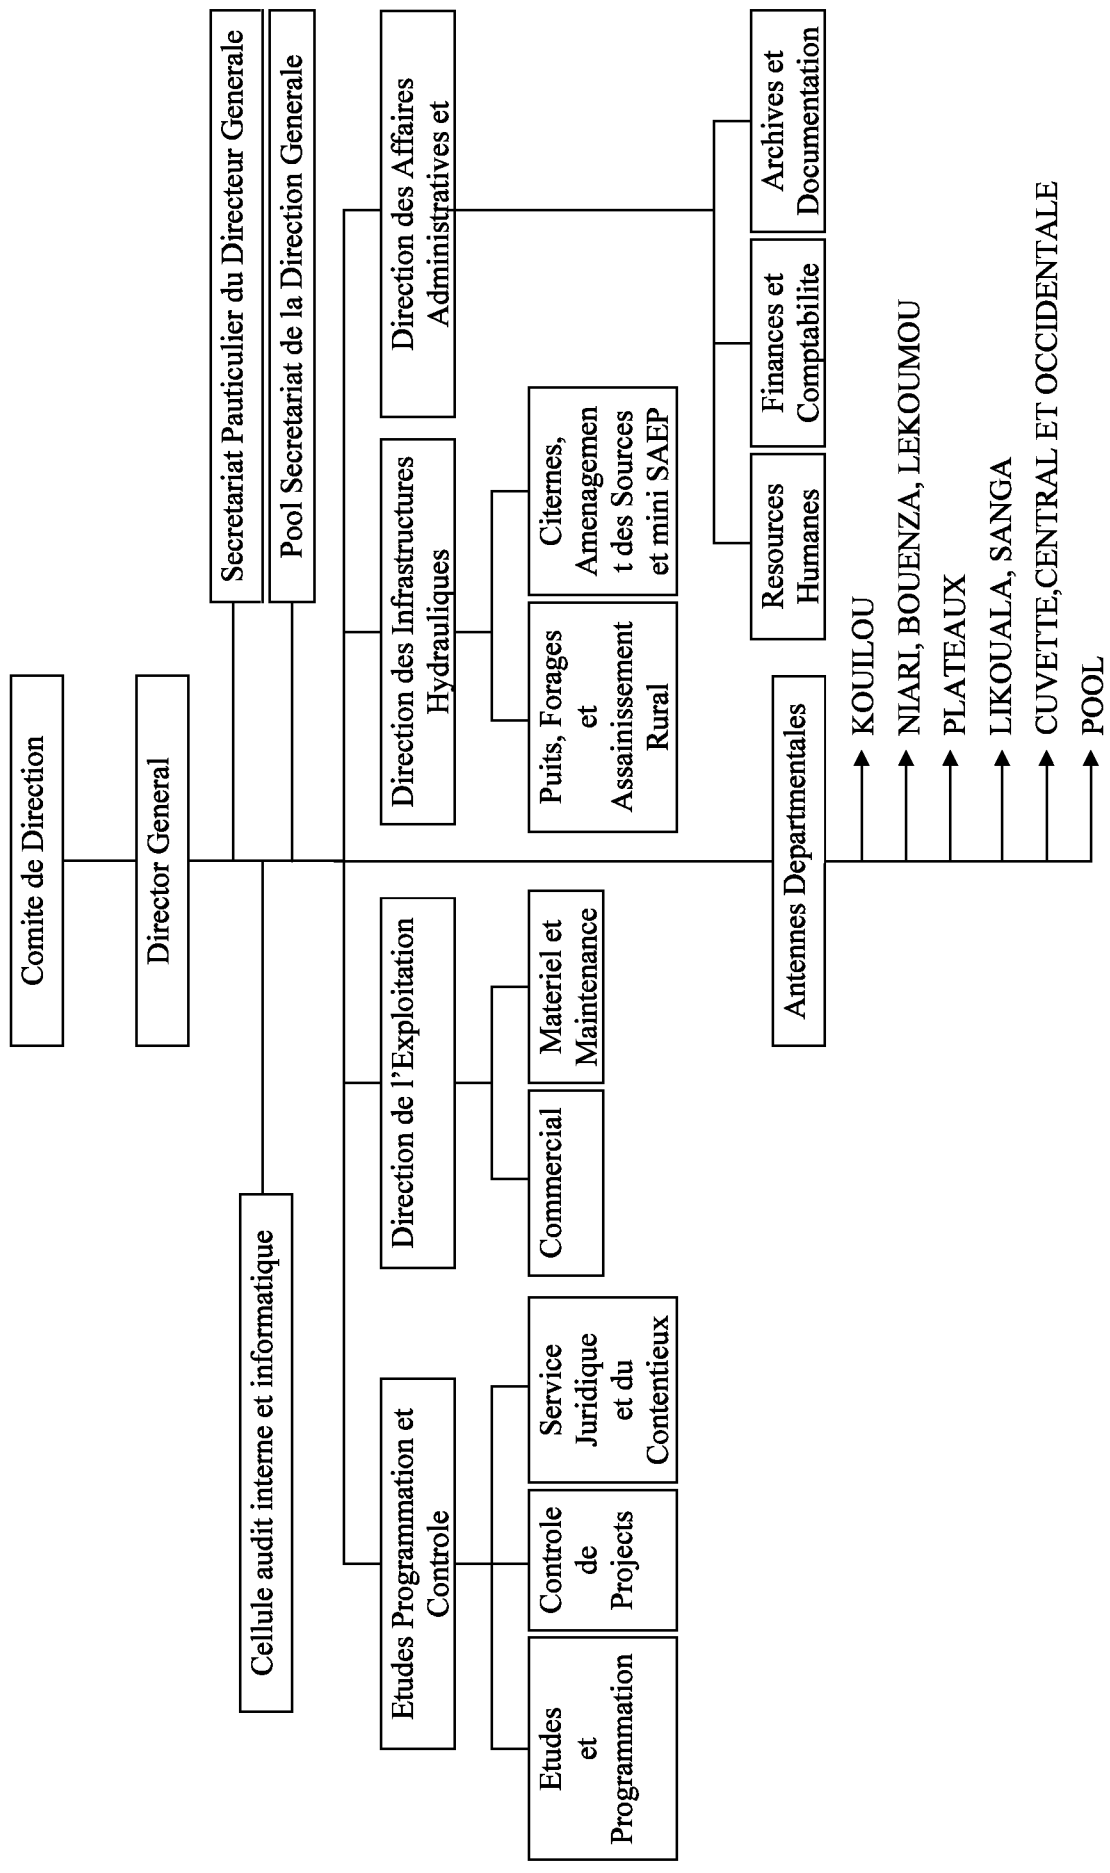 Comite de Direction
Director General
Secretariat Pauticulier du Directeur Generale
Cellule audit interne et informatique
Pool Secretariat de la Direction Generale
Etudes Programmation et
Controle
Direction de l'Exploitation
Direction des Infrastructures
Hydrauliques
Direction des Affaires
Administratives et
Etudes
et
Programmation
Controle
de
Projects
Service
Juridique
et du
Contentieux
Commercial
Materiel et
Maintenance
Puits, Forages
et
Assainissement
Rural
Citernes,
Amenagemen
t des Sources
et mini SAEP
Antennes Departmentales
Resources
Humanes
Finances et
Comptabilite
Archives et
Documentation
KOUILOU
NIARI, BOUENZA, LEKOUMOU
PLATEAUX
LIKOUALA, SANGA
CUVETTE,CENTRAL ET OCCIDENTALE
POOL